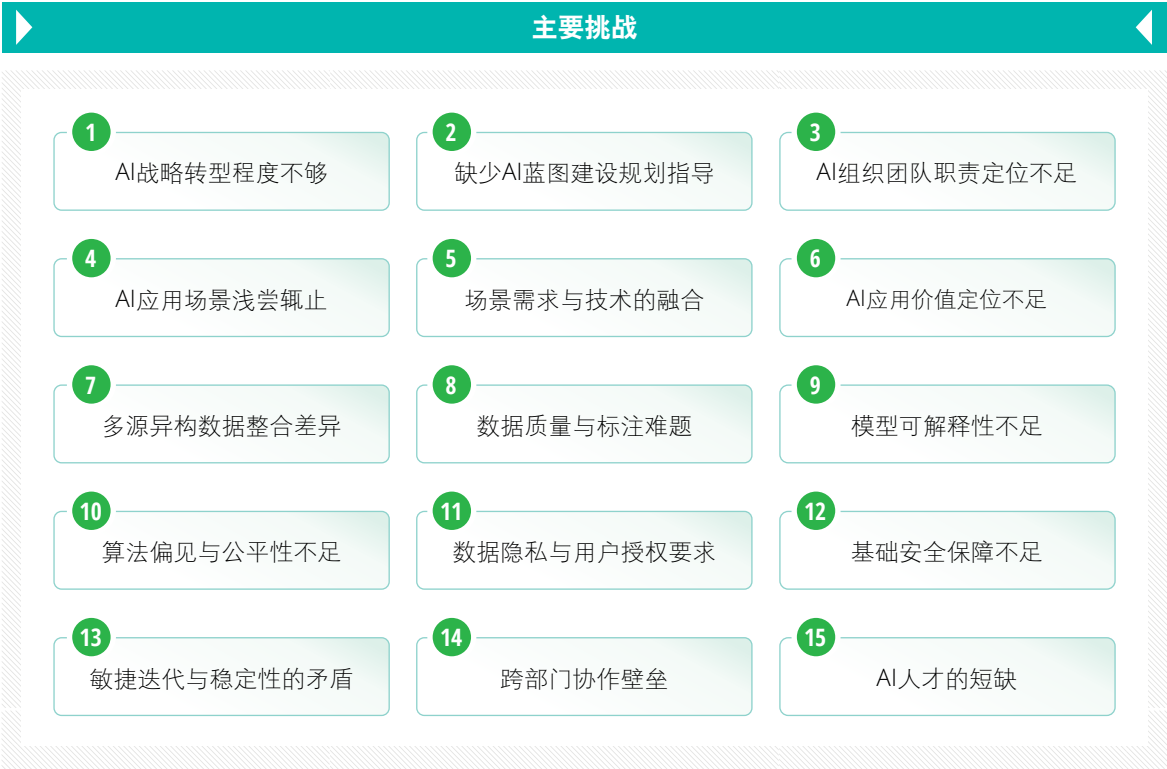 主要挑战
1
AI战略转型程度不够
2
缺少AI蓝图建设规划指导
3
AI组织团队职责定位不足
4
AI应用场景浅尝辄止
5
场景需求与技术的融合
6
AI应用价值定位不足
7
多源异构数据整合差异
8
数据质量与标注难题
9
模型可解释性不足
10
算法偏见与公平性不足
11
数据隐私与用户授权要求
12
基础安全保障不足
13
敏捷迭代与稳定性的矛盾
14
跨部门协作壁垒
15
AI人才的短缺